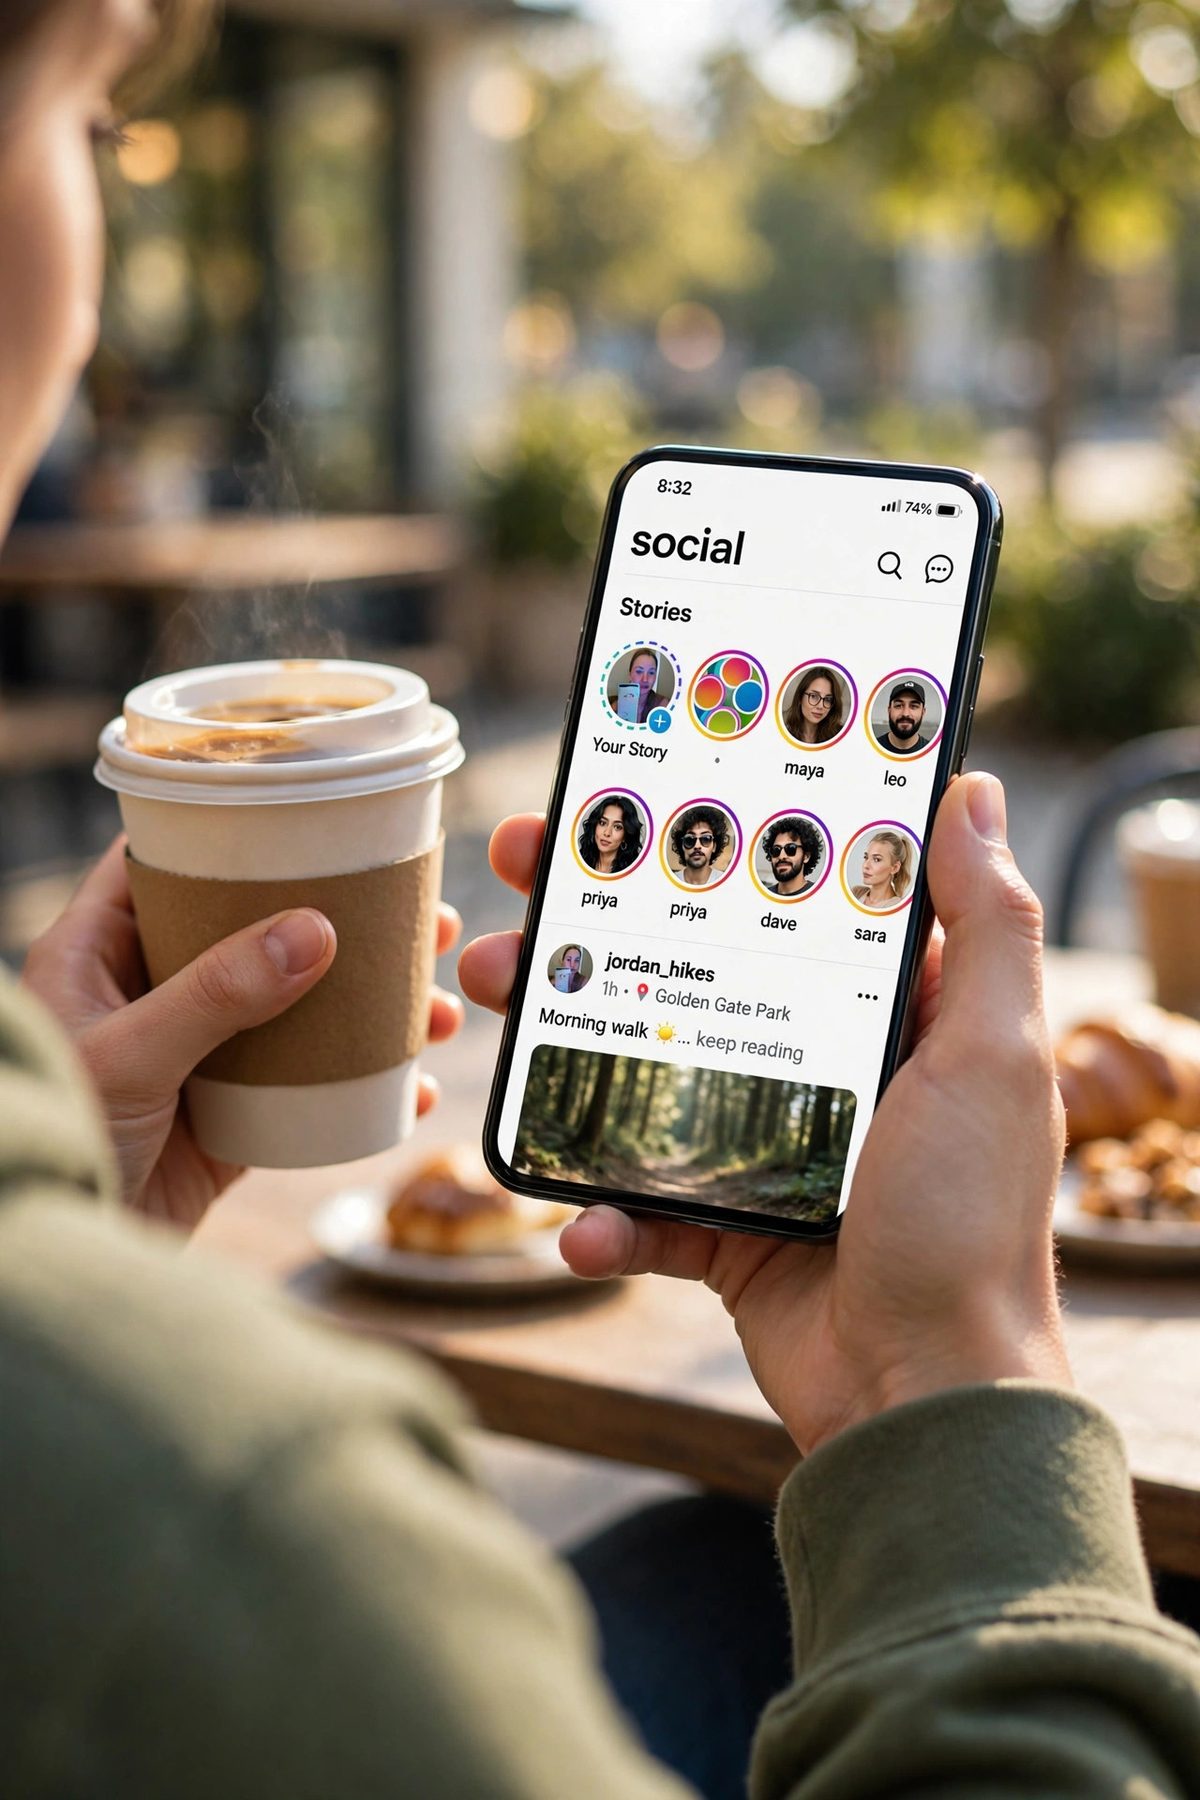 8:32
74%
social
Stories
Your Story
maya
leo
priya
priya
dave
sara
jordan_hikes
1h • 📍 Golden Gate Park
Morning walk ☀️... keep reading